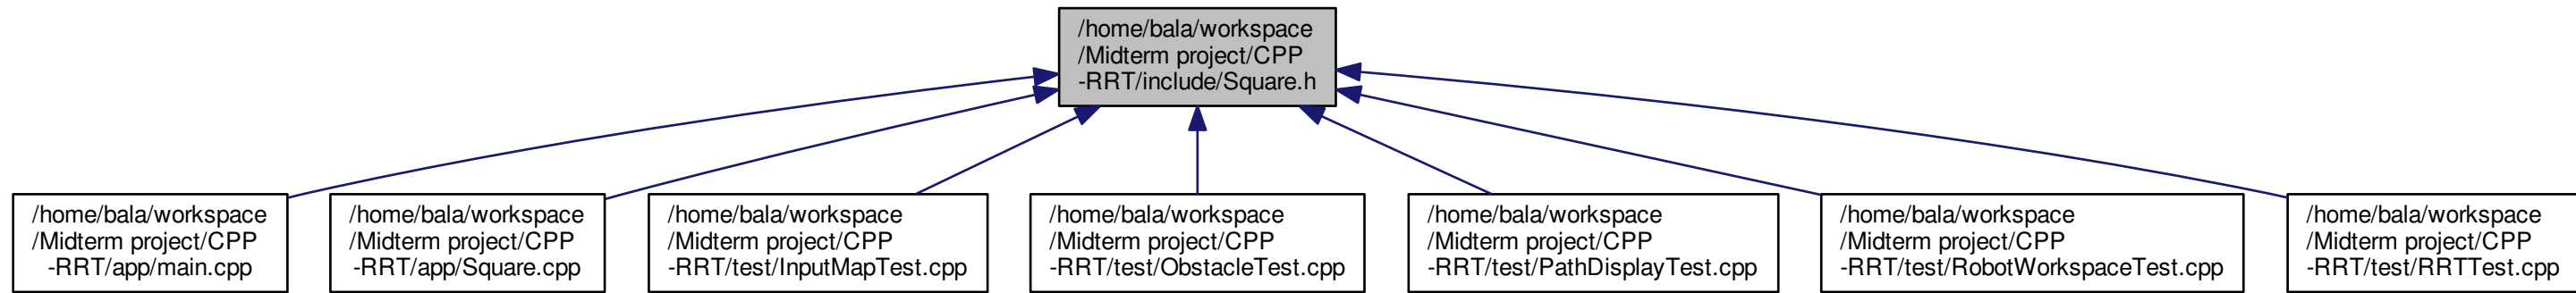 /home/bala/workspace
/Midterm project/CPP
-RRT/include/Square.h
/home/bala/workspace
/Midterm project/CPP
-RRT/app/main.cpp
/home/bala/workspace
/Midterm project/CPP
-RRT/app/Square.cpp
/home/bala/workspace
/Midterm project/CPP
-RRT/test/InputMapTest.cpp
/home/bala/workspace
/Midterm project/CPP
-RRT/test/ObstacleTest.cpp
/home/bala/workspace
/Midterm project/CPP
-RRT/test/PathDisplayTest.cpp
/home/bala/workspace
/Midterm project/CPP
-RRT/test/RobotWorkspaceTest.cpp
/home/bala/workspace
/Midterm project/CPP
-RRT/test/RRTTest.cpp